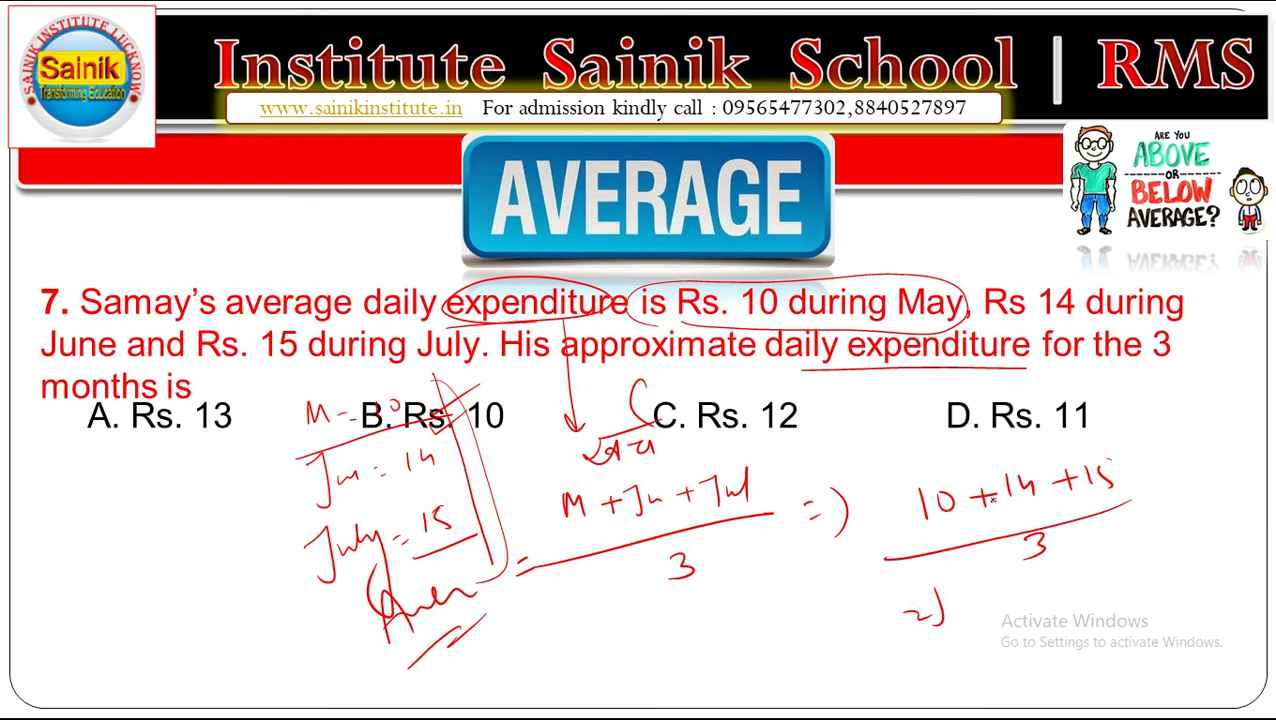 SAINIK INSTITUTE LUCKNOW
Sainik
Transforming Education
Institute Sainik School | RMS
www.sainikinstitute.in For admission kindly call : 09565477302,8840527897
AVERAGE
ARE YOU
ABOVE
OR
BELOW
AVERAGE?
7. Samay's average daily expenditure is Rs. 10 during May, Rs 14 during
June and Rs. 15 during July. His approximate daily expenditure for the 3
months is
A. Rs. 13 B. Rs. 10 C. Rs. 12 D. Rs. 11
M = 10
Jun = 14
July = 15
= M + Ju + Jul
3
=) 10 + 14 + 15
3
=)
Activate Windows
Go to Settings to activate Windows.